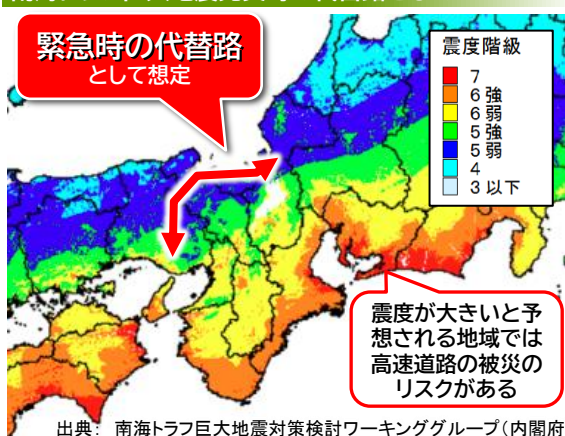 緊急時の代替路
として想定
震度階級
7
6強
6弱
5強
5弱
4
3以下
震度が大きいと予
想される地域では
高速道路の被災の
リスクがある
出典: 南海トラフ巨大地震対策検討ワーキンググループ(内閣府